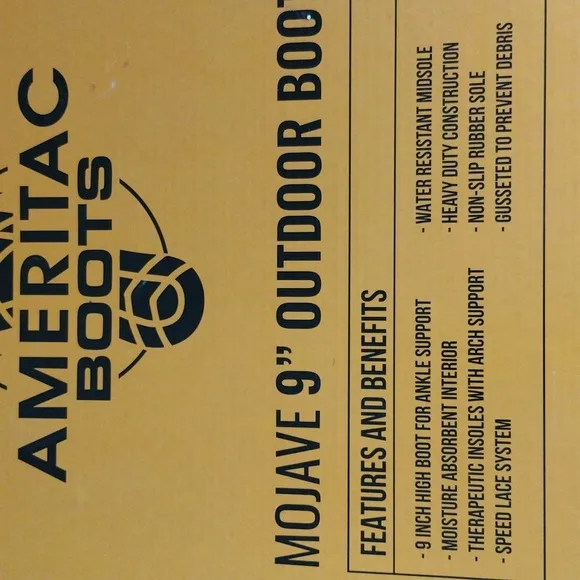 AMERITAC
BOOTS
MOJAVE 9” OUTDOOR BOOT
FEATURES AND BENEFITS
- 9 INCH HIGH BOOT FOR ANKLE SUPPORT
- MOISTURE ABSORBENT INTERIOR
- THERAPEUTIC INSOLES WITH ARCH SUPPORT
- SPEED LACE SYSTEM
- WATER RESISTANT MIDSOLE
- HEAVY DUTY CONSTRUCTION
- NON-SLIP RUBBER SOLE
- GUSSETED TO PREVENT DEBRIS